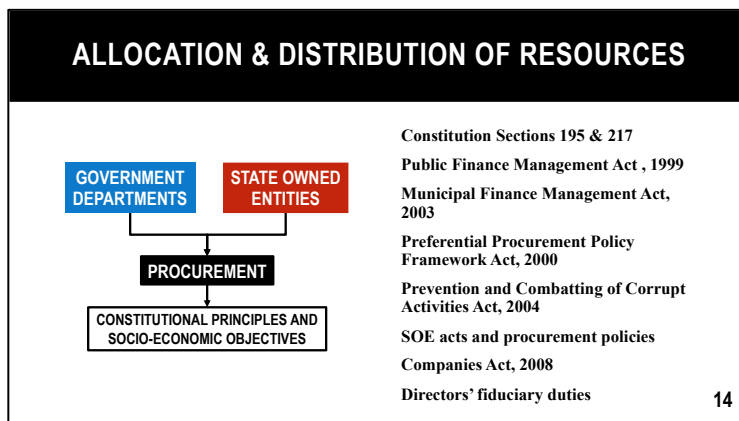 ALLOCATION & DISTRIBUTION OF RESOURCES
GOVERNMENT
DEPARTMENTS
STATE OWNED
ENTITIES
PROCUREMENT
CONSTITUTIONAL PRINCIPLES AND
SOCIO-ECONOMIC OBJECTIVES
Constitution Sections 195 & 217
Public Finance Management Act , 1999
Municipal Finance Management Act,
2003
Preferential Procurement Policy
Framework Act, 2000
Prevention and Combatting of Corrupt
Activities Act, 2004
SOE acts and procurement policies
Companies Act, 2008
Directors’ fiduciary duties
14